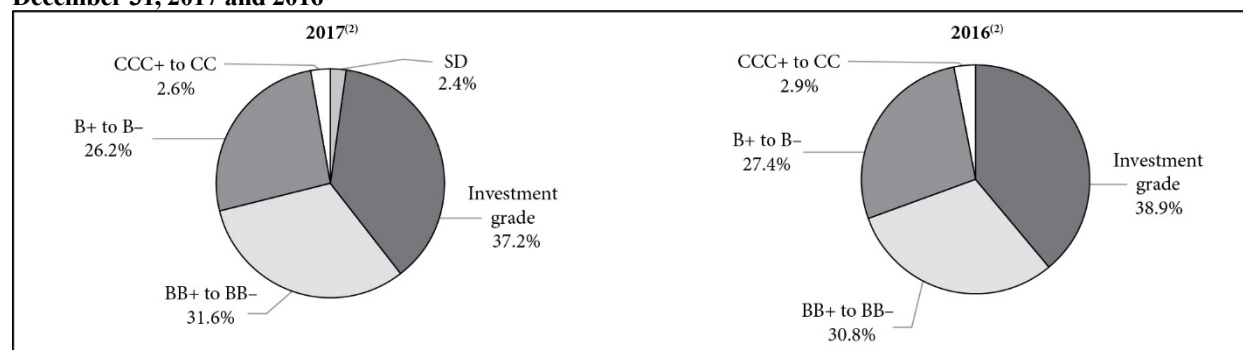 December 31, 2017 and 2016
2017(2)
CCC+ to CC
2.6%
SD
2.4%
B+ to B–
26.2%
Investment
grade
37.2%
BB+ to BB–
31.6%
2016(2)
CCC+ to CC
2.9%
B+ to B–
27.4%
Investment
grade
38.9%
BB+ to BB–
30.8%